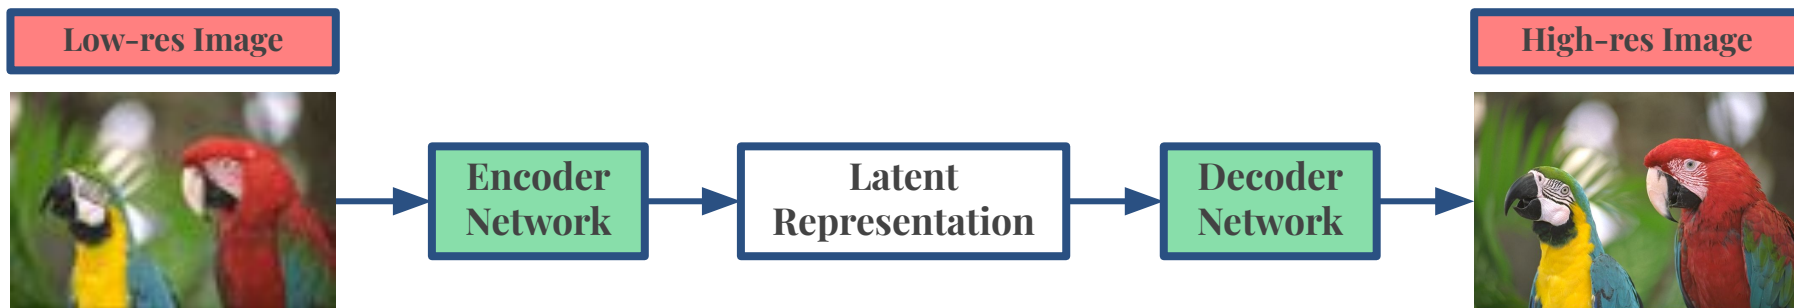 Low-res Image
High-res Image
Encoder
Network
Latent
Representation
Decoder
Network